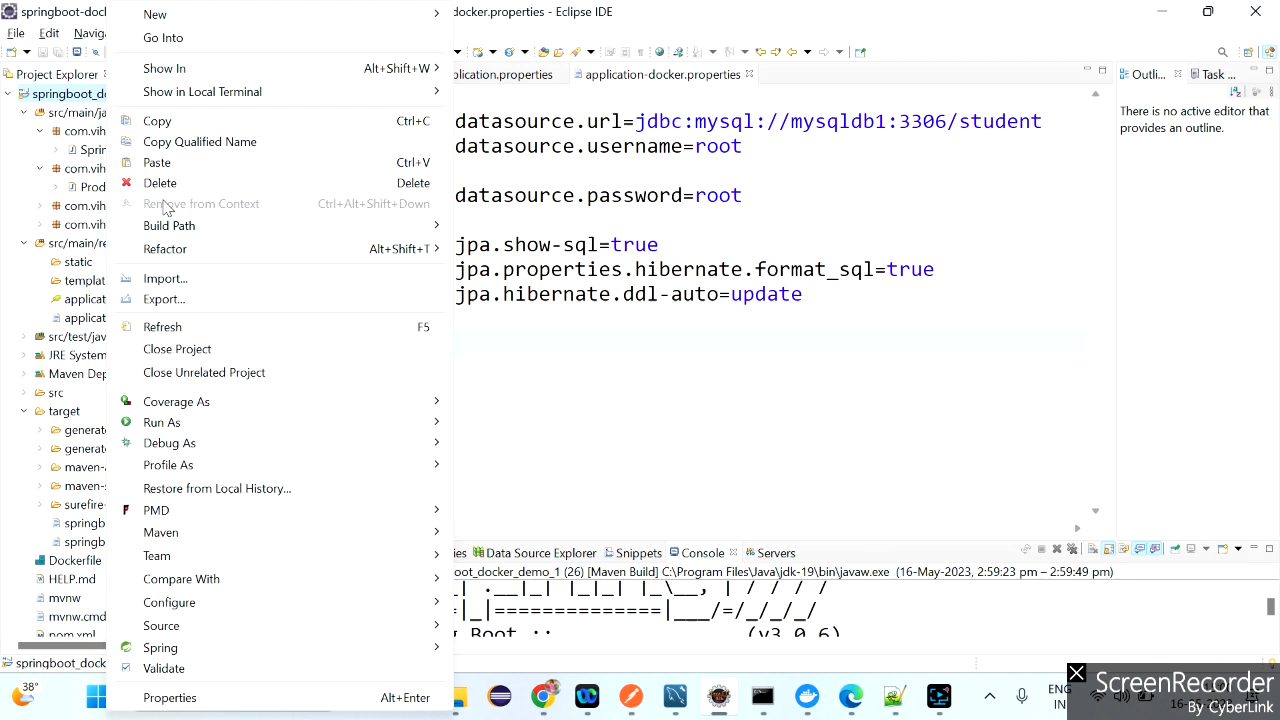 springboot-doc
docker.properties - Eclipse IDE
File Edit Naviga
Project Explorer
plication.properties
application-docker.properties
Outli...
Task ...
springboot_do
src/main/ja
com.vih
Sprin
com.vih
Prod
com.vih
com.vih
src/main/re
static
templat
applicat
applicat
src/test/jav
JRE System
Maven Dep
src
target
generate
generate
maven-a
maven-s
surefire-
springb
springb
Dockerfile
HELP.md
mvnw
mvnw.cmd
pom.xml
New
Go Into
Show In Alt+Shift+W
Show in Local Terminal
Copy Ctrl+C
Copy Qualified Name
Paste Ctrl+V
Delete Delete
Remove from Context Ctrl+Alt+Shift+Down
Build Path
Refactor Alt+Shift+T
Import...
Export...
Refresh F5
Close Project
Close Unrelated Project
Coverage As
Run As
Debug As
Profile As
Restore from Local History...
PMD
Maven
Team
Compare With
Configure
Source
Spring
Validate
Properties Alt+Enter
datasource.url=jdbc:mysql://mysqldb1:3306/student
datasource.username=root
datasource.password=root
jpa.show-sql=true
jpa.properties.hibernate.format_sql=true
jpa.hibernate.ddl-auto=update
There is no active editor that
provides an outline.
ies Data Source Explorer Snippets Console Servers
oot_docker_demo_1 (26) [Maven Build] C:\Program Files\Java\jdk-19\bin\javaw.exe (16-May-2023, 2:59:23 pm – 2:59:49 pm)
_| .__|_| |_|_| |_\__, | / / / /
=|_|==============|___/=/_/_/_/
g Boot :: (v3.0.6)
springboot_dock
38°
ENG
IN
ScreenRecorder
By CyberLink